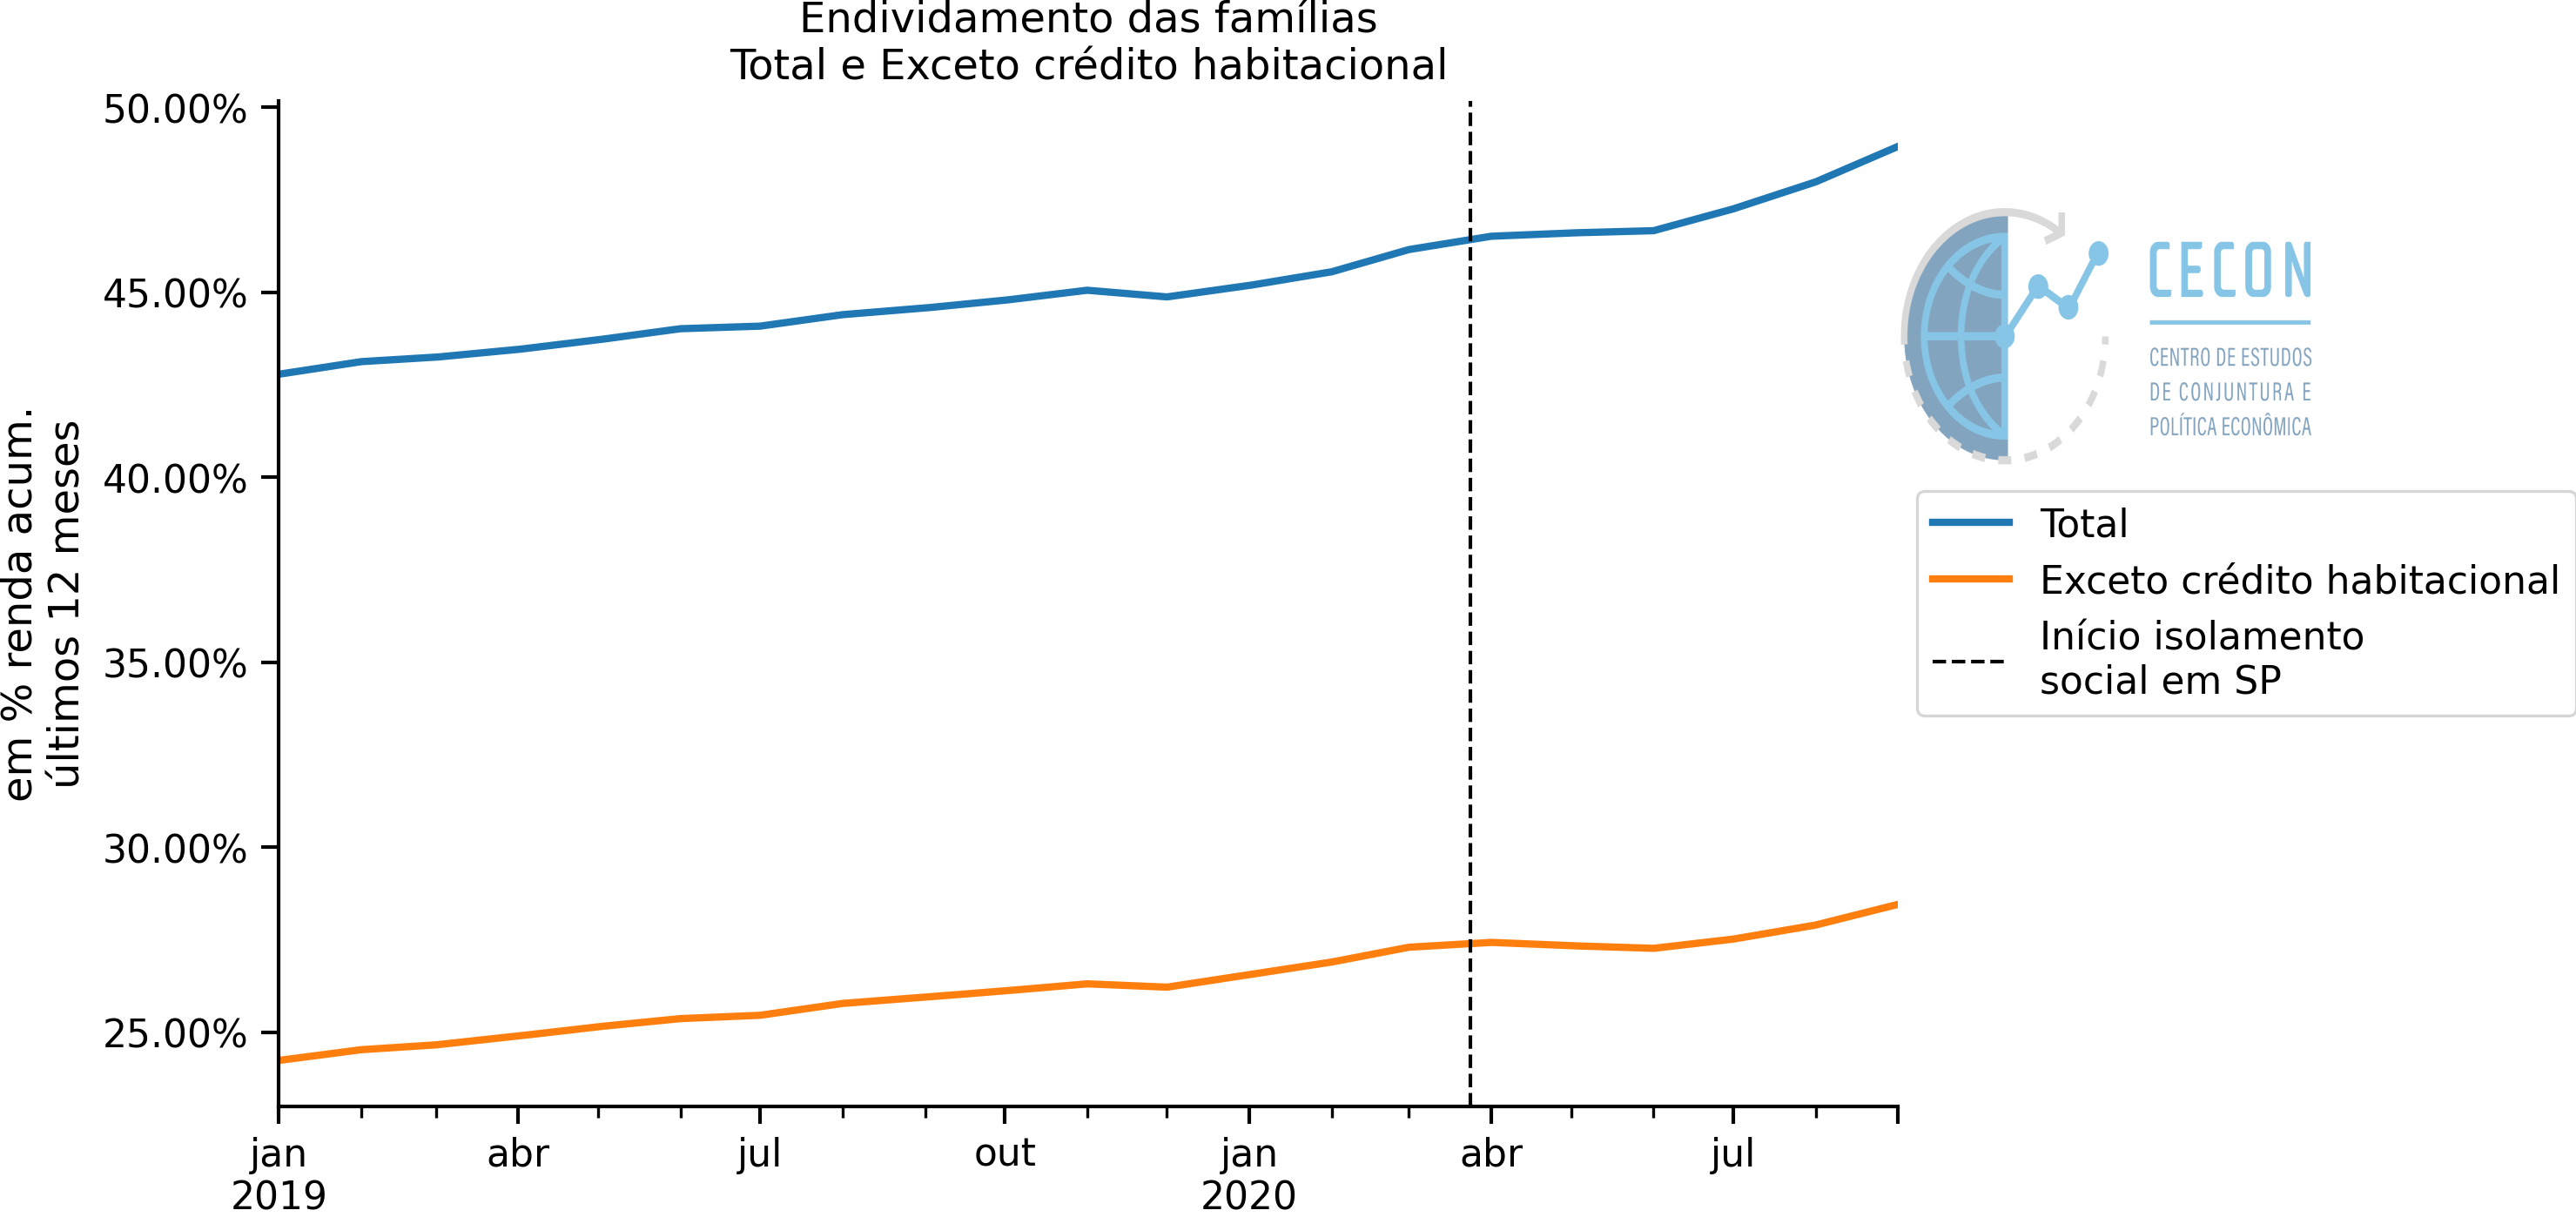 Endividamento das famílias
Total e Exceto crédito habitacional
em % renda acum.
últimos 12 meses
50.00%
45.00%
40.00%
35.00%
30.00%
25.00%
jan
2019
abr
jul
out
jan
2020
abr
jul
CECON
CENTRO DE ESTUDOS
DE CONJUNTURA E
POLÍTICA ECONÔMICA
Total
Exceto crédito habitacional
Início isolamento
social em SP